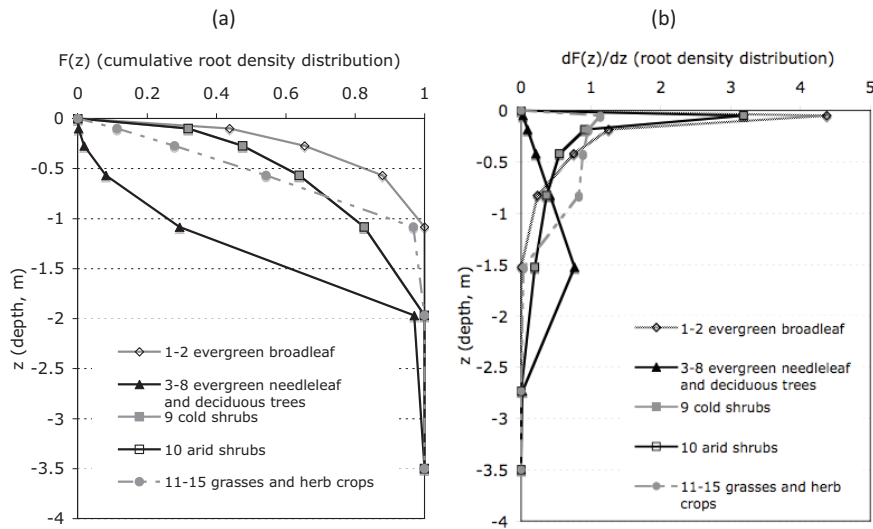 (a)
F(z) (cumulative root density distribution)
0 0.2 0.4 0.6 0.8 1
0
-0.5
-1
-1.5
-2
-2.5
-3
-3.5
-4
z (depth, m)
1-2 evergreen broadleaf
3-8 evergreen needleleaf
and deciduous trees
9 cold shrubs
10 arid shrubs
11-15 grasses and herb
crops
(b)
dF(z)/dz (root density distribution)
0 1 2 3 4 5
0
-0.5
-1
-1.5
-2
-2.5
-3
-3.5
-4
z (depth, m)
1-2 evergreen broadleaf
3-8 evergreen needleleaf
and deciduous trees
9 cold shrubs
10 arid shrubs
11-15 grasses and herb
crops